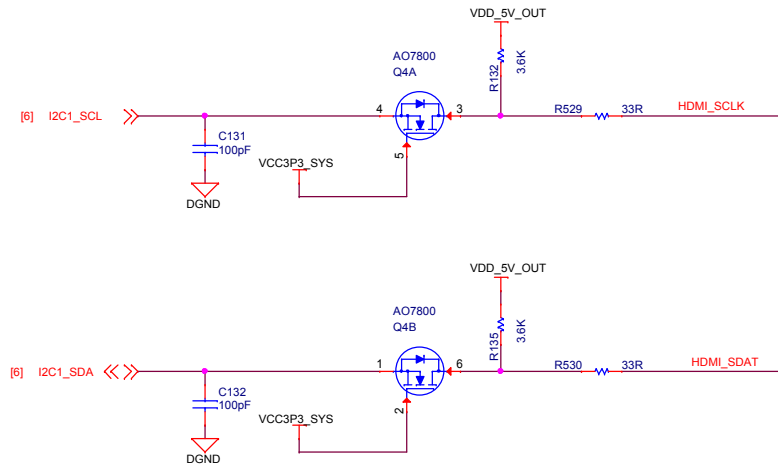 VDD_5V_OUT
AO7800
Q4A
R132
3.6K
[6] I2C1_SCL
4
3
R529
33R
HDMI_SCLK
C131
100pF
5
VCC3P3_SYS
DGND
VDD_5V_OUT
AO7800
Q4B
R135
3.6K
[6] I2C1_SDA
1
6
R530
33R
HDMI_SDAT
C132
100pF
2
VCC3P3_SYS
DGND